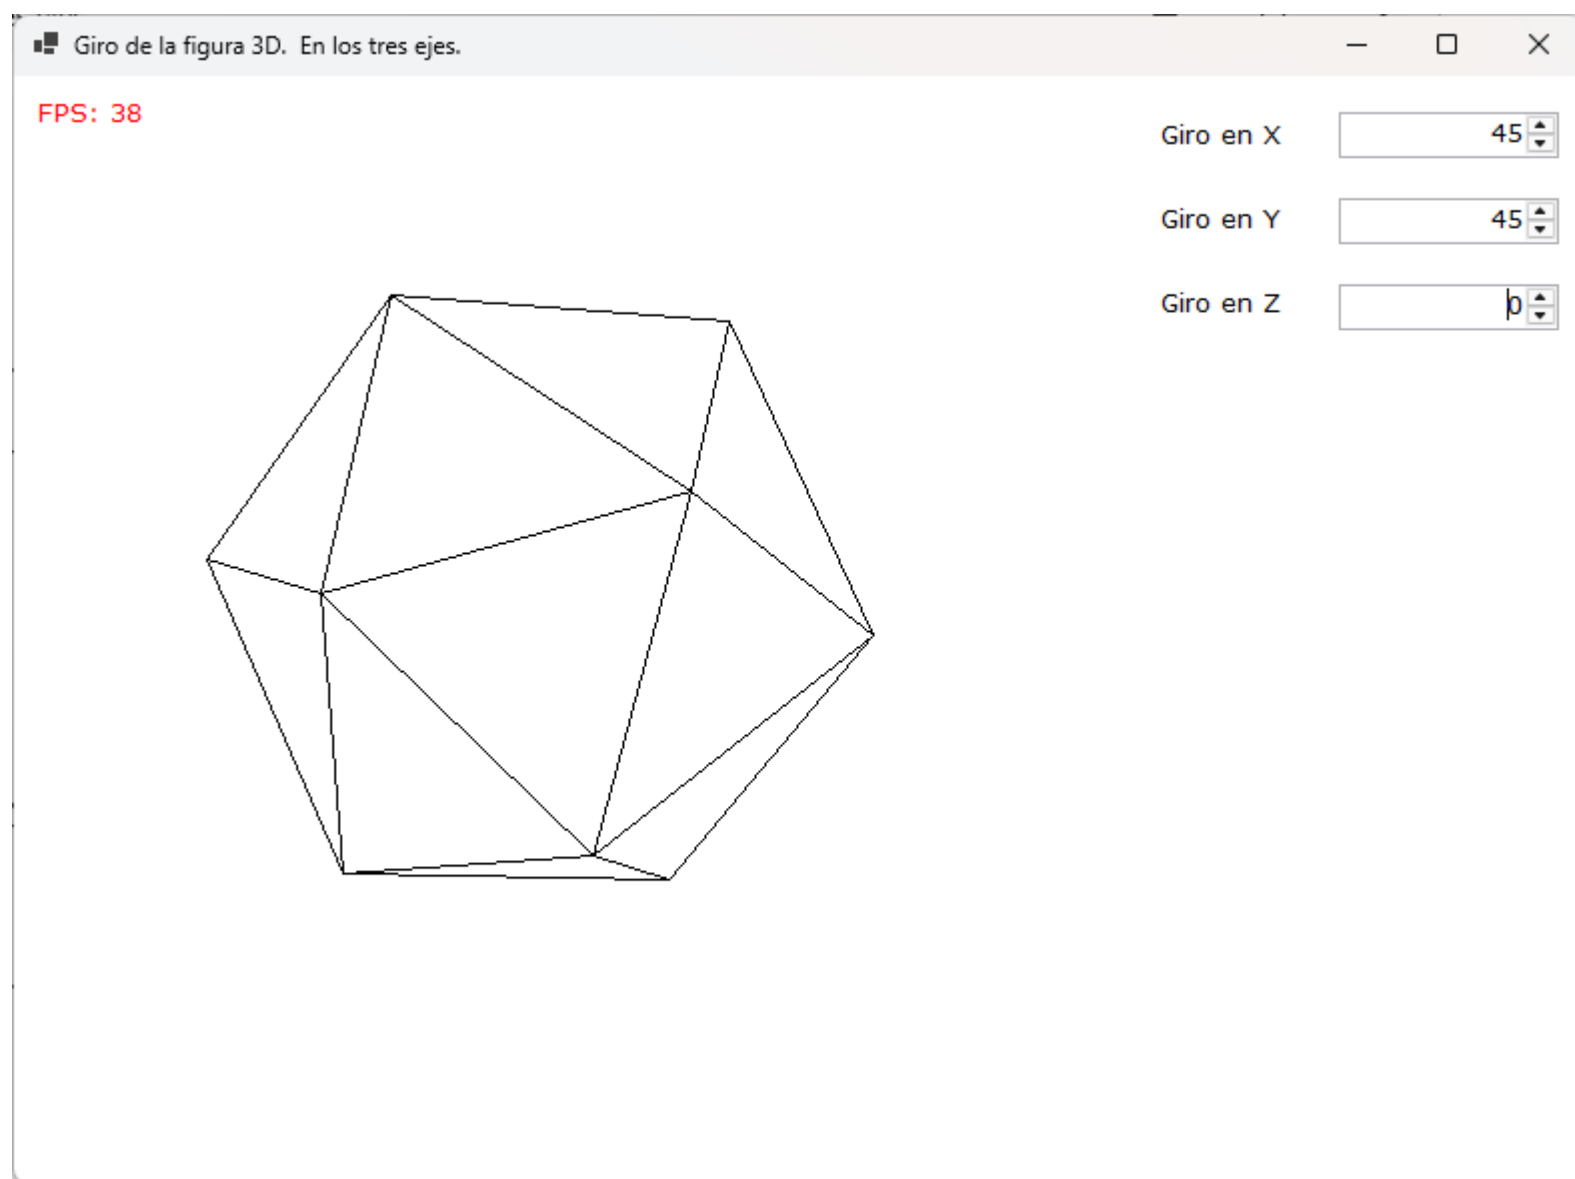 Giro de la figura 3D.  En los tres ejes.
FPS: 38
Giro en X 45
Giro en Y 45
Giro en Z 0